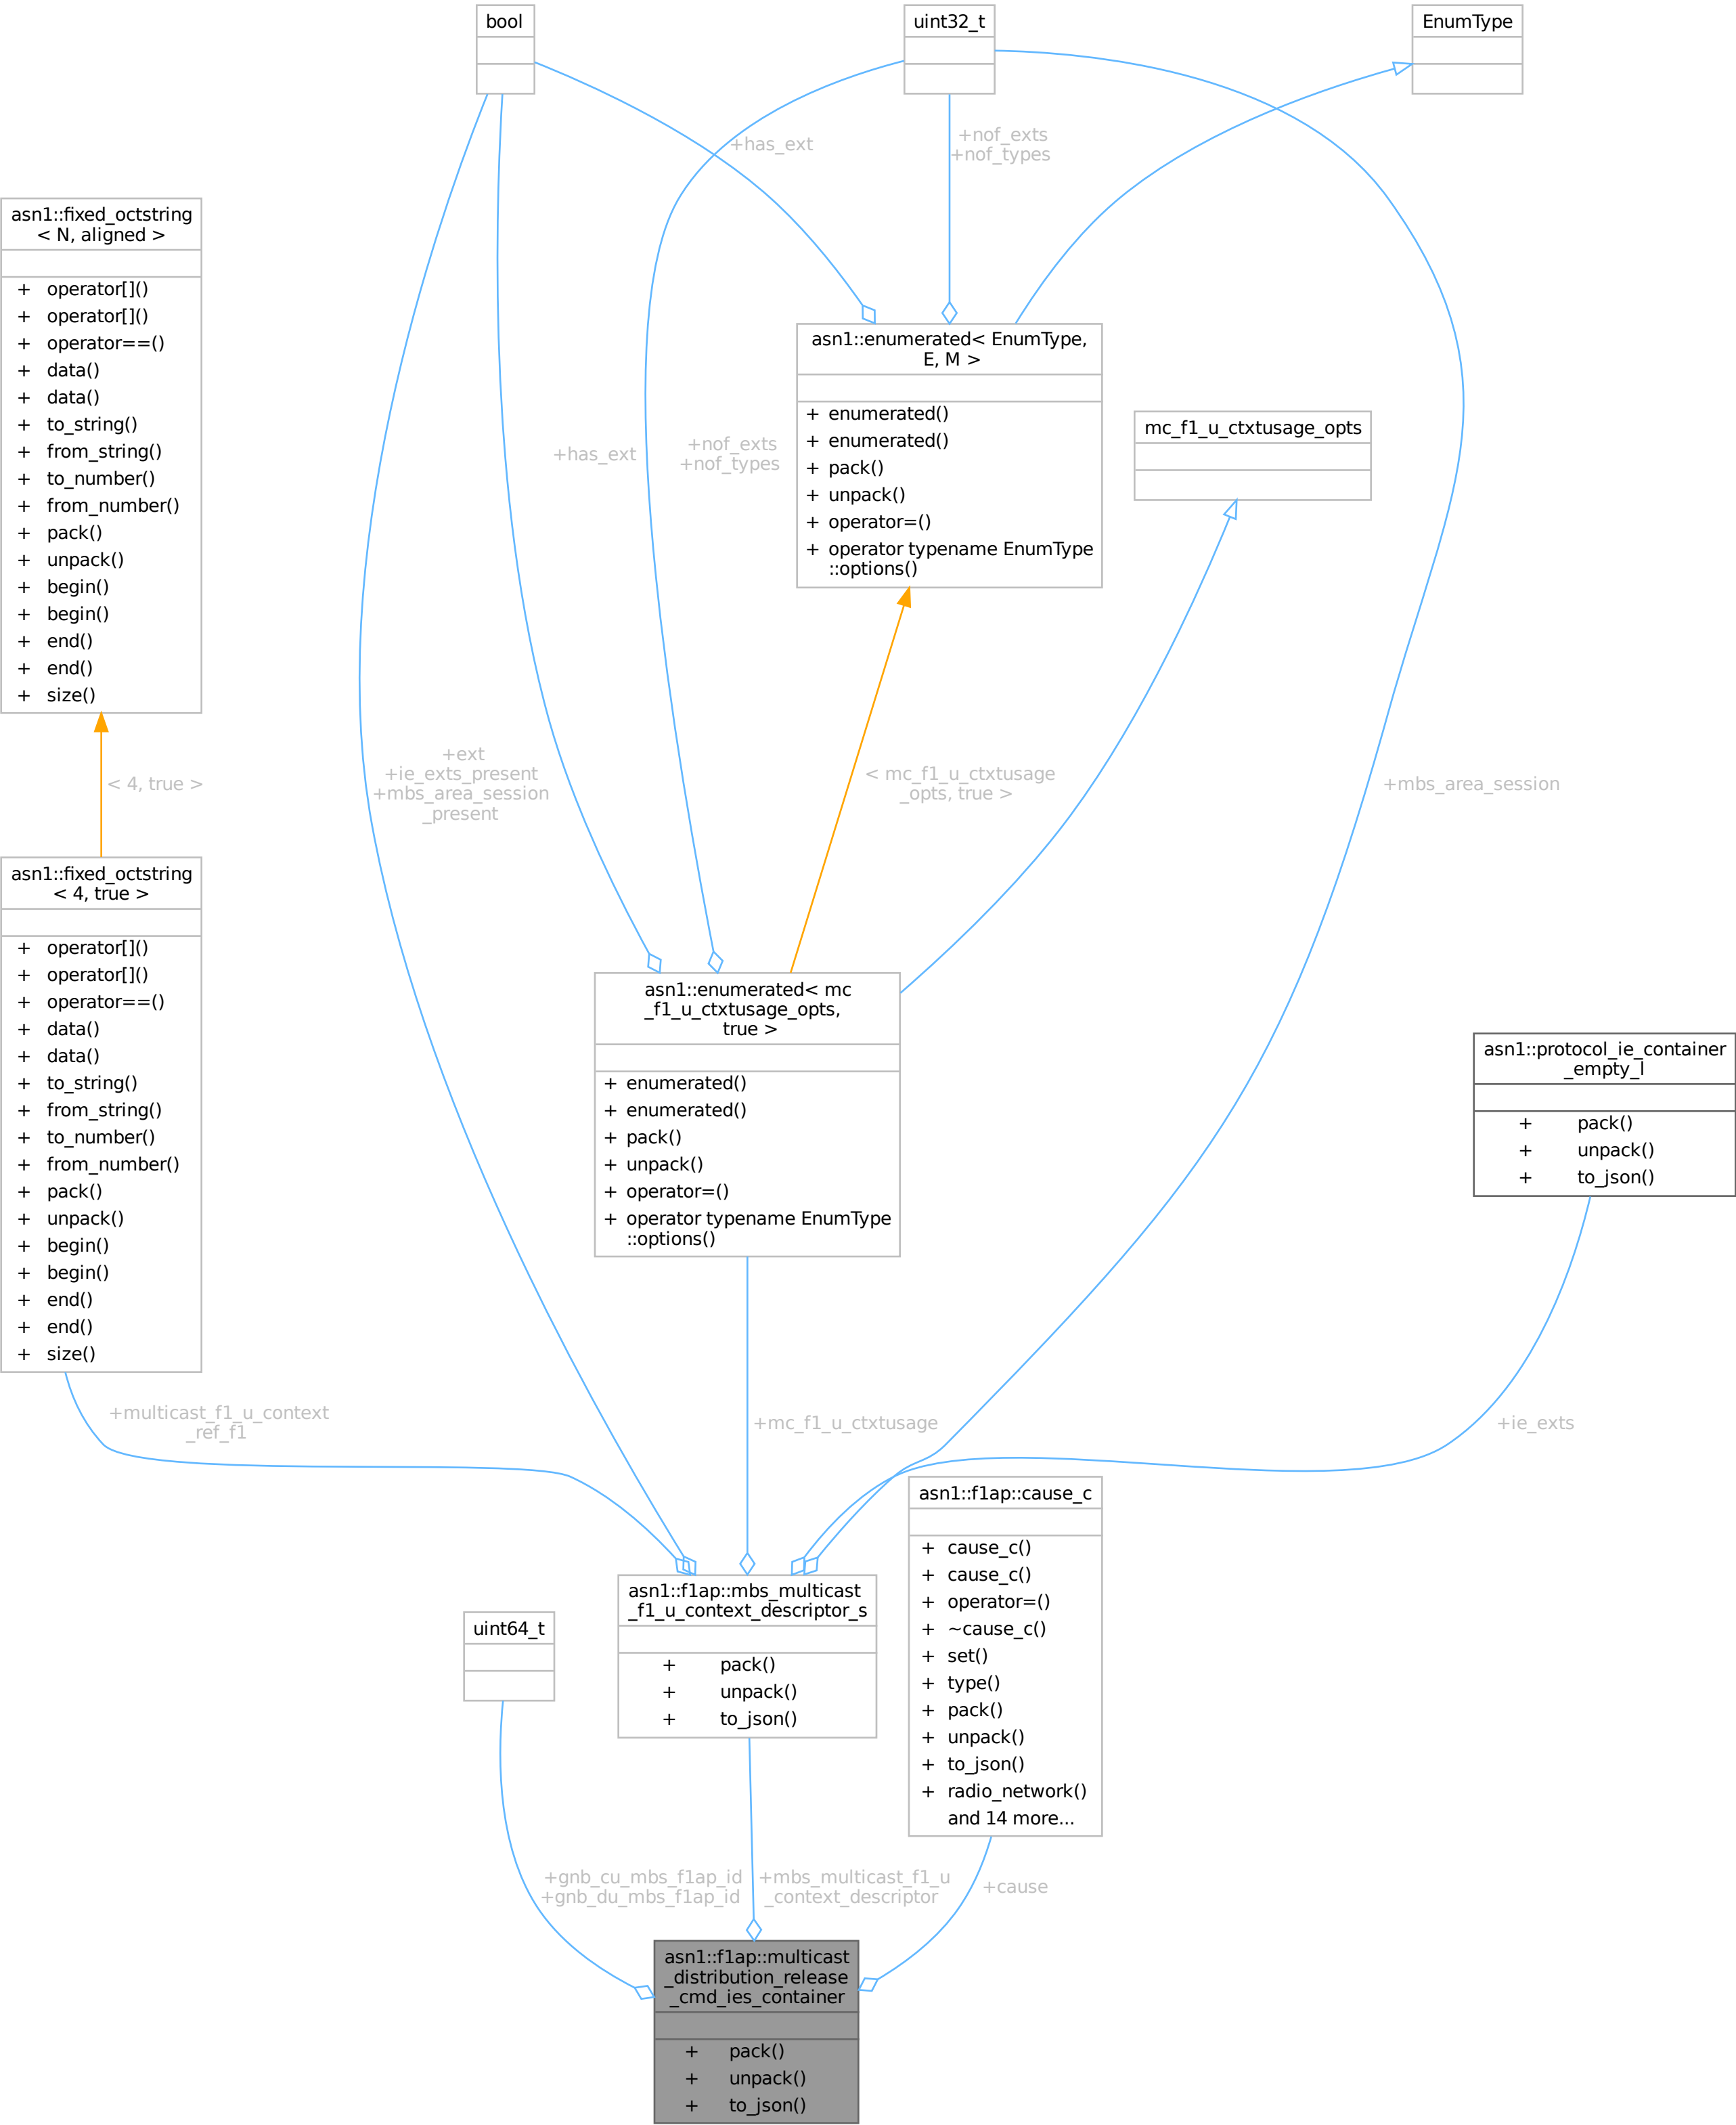 bool
uint32_t
EnumType
+has_ext
+nof_exts
+nof_types
asn1::fixed_octstring
< N, aligned >
+ operator[]()
+ operator[]()
+ operator==()
+ data()
+ data()
+ to_string()
+ from_string()
+ to_number()
+ from_number()
+ pack()
+ unpack()
+ begin()
+ begin()
+ end()
+ end()
+ size()
asn1::enumerated< EnumType,
E, M >
+ enumerated()
+ enumerated()
+ pack()
+ unpack()
+ operator=()
+ operator typename EnumType
::options()
mc_f1_u_ctxtusage_opts
+has_ext
+nof_exts
+nof_types
< 4, true >
+ext
+ie_exts_present
+mbs_area_session
_present
< mc_f1_u_ctxtusage
_opts, true >
+mbs_area_session
asn1::fixed_octstring
< 4, true >
+ operator[]()
+ operator[]()
+ operator==()
+ data()
+ data()
+ to_string()
+ from_string()
+ to_number()
+ from_number()
+ pack()
+ unpack()
+ begin()
+ begin()
+ end()
+ end()
+ size()
asn1::enumerated< mc
_f1_u_ctxtusage_opts,
true >
+ enumerated()
+ enumerated()
+ pack()
+ unpack()
+ operator=()
+ operator typename EnumType
::options()
asn1::protocol_ie_container
_empty_l
+ pack()
+ unpack()
+ to_json()
+multicast_f1_u_context
_ref_f1
+mc_f1_u_ctxtusage
+ie_exts
asn1::f1ap::cause_c
+ cause_c()
+ cause_c()
+ operator=()
+ ~cause_c()
+ set()
+ type()
+ pack()
+ unpack()
+ to_json()
+ radio_network()
and 14 more...
asn1::f1ap::mbs_multicast
_f1_u_context_descriptor_s
+ pack()
+ unpack()
+ to_json()
uint64_t
+gnb_cu_mbs_f1ap_id
+gnb_du_mbs_f1ap_id
+mbs_multicast_f1_u
_context_descriptor
+cause
asn1::f1ap::multicast
_distribution_release
_cmd_ies_container
+ pack()
+ unpack()
+ to_json()